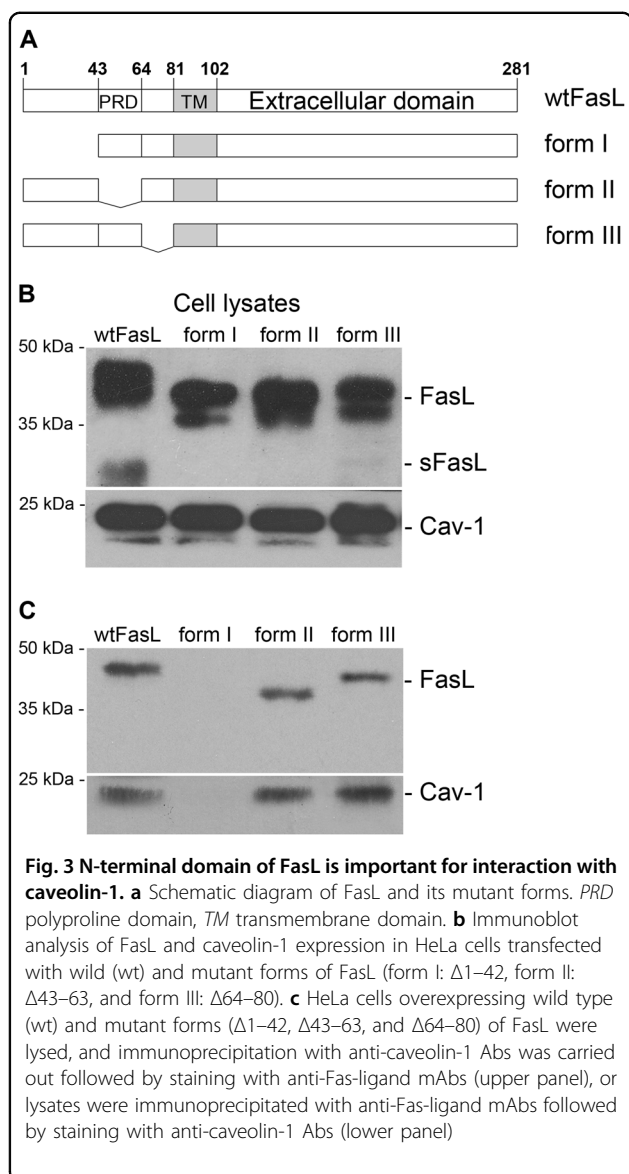 A
1 43 64 81 102 281
PRD TM Extracellular domain wtFasL
form I
form II
form III
B
Cell lysates
wtFasL form I form II form III
50 kDa -
- FasL
35 kDa -
- sFasL
25 kDa -
- Cav-1
C
wtFasL form I form II form III
50 kDa -
- FasL
35 kDa -
25 kDa -
- Cav-1
Fig. 3 N-terminal domain of FasL is important for interaction with
caveolin-1. a Schematic diagram of FasL and its mutant forms. PRD
polyproline domain, TM transmembrane domain. b Immunoblot
analysis of FasL and caveolin-1 expression in HeLa cells transfected
with wild (wt) and mutant forms of FasL (form I: Δ1–42, form II:
Δ43–63, and form III: Δ64–80). c HeLa cells overexpressing wild type
(wt) and mutant forms (Δ1–42, Δ43–63, and Δ64–80) of FasL were
lysed, and immunoprecipitation with anti-caveolin-1 Abs was carried
out followed by staining with anti-Fas-ligand mAbs (upper panel), or
lysates were immunoprecipitated with anti-Fas-ligand mAbs followed
by staining with anti-caveolin-1 Abs (lower panel)